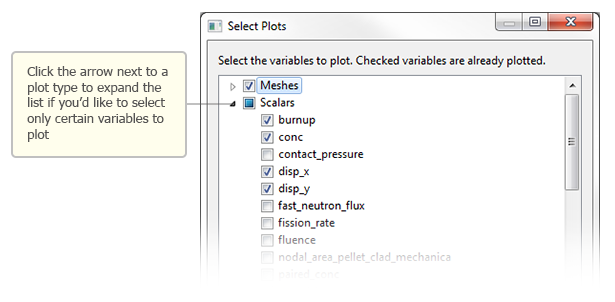 Select Plots
Select the variables to plot. Checked variables are already plotted.
Click the arrow next to a
plot type to expand the
list if you'd like to select
only certain variables to
plot
Meshes
Scalars
burnup
conc
contact_pressure
disp_x
disp_y
fast_neutron_flux
fission_rate
fluence
nodal_area_pellet_clad_mechanica
paired_conc